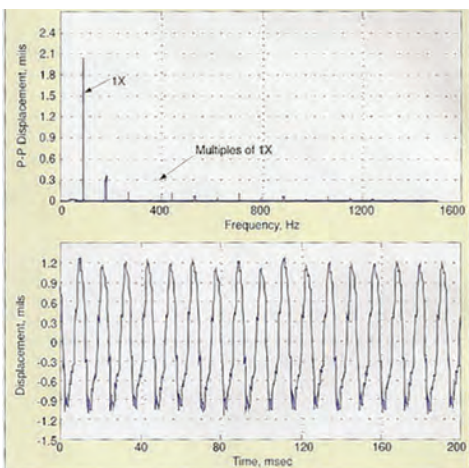 P-P Displacement, mils
2.4
2.1
1.8
1.5
1.2
0.9
0.6
0.3
0
1X
Multiples of 1X
0 400 800 1200 1600
Frequency, Hz
Displacement, mils
1.2
0.9
0.6
0.3
0
-0.3
-0.6
-0.9
-1.2
-1.5
0 40 80 120 160 200
Time, msec